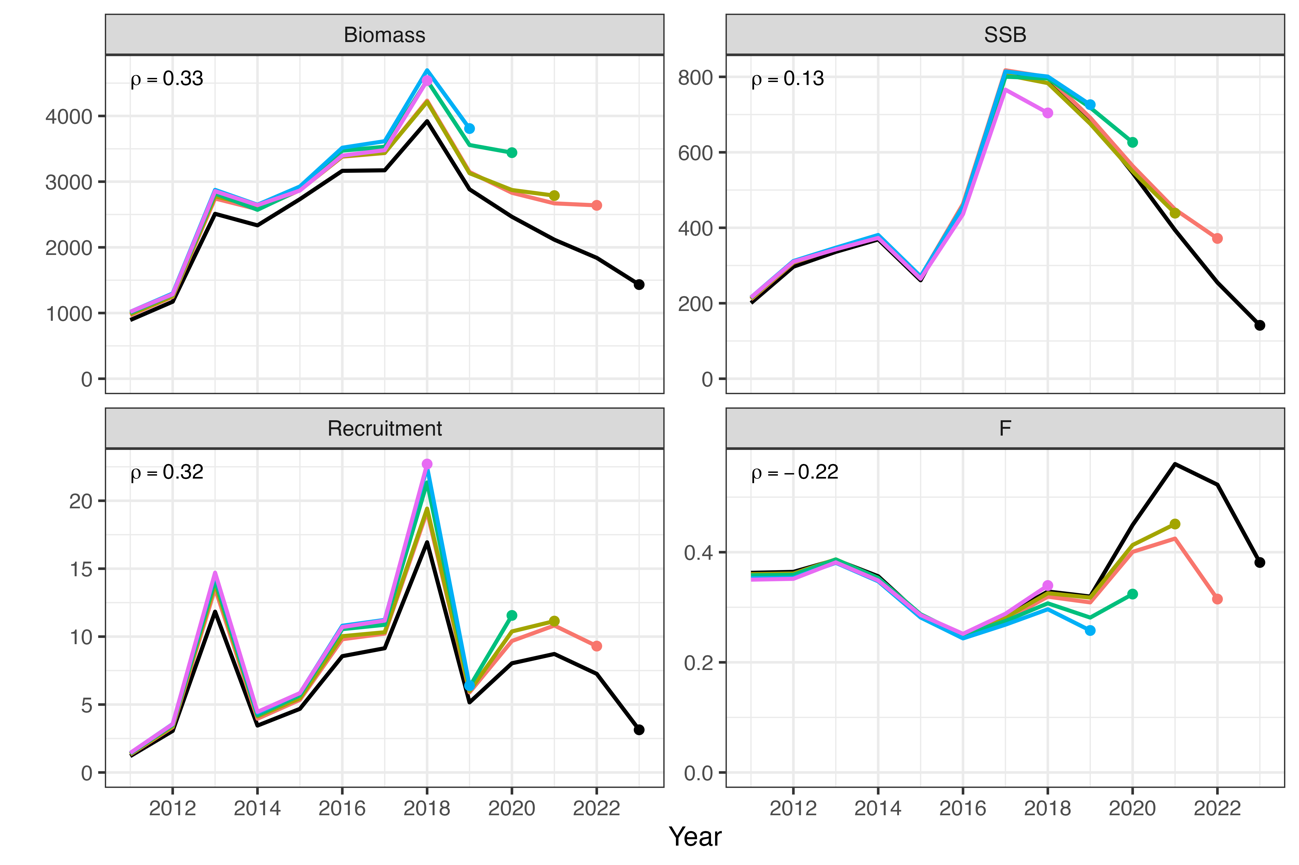 Biomass
ρ = 0.33
4000
3000
2000
1000
0
SSB
ρ = 0.13
800
600
400
200
0
Recruitment
ρ = 0.32
20
15
10
5
0
2012 2014 2016 2018 2020 2022
F
ρ = −0.22
0.4
0.2
0.0
2012 2014 2016 2018 2020 2022
Year